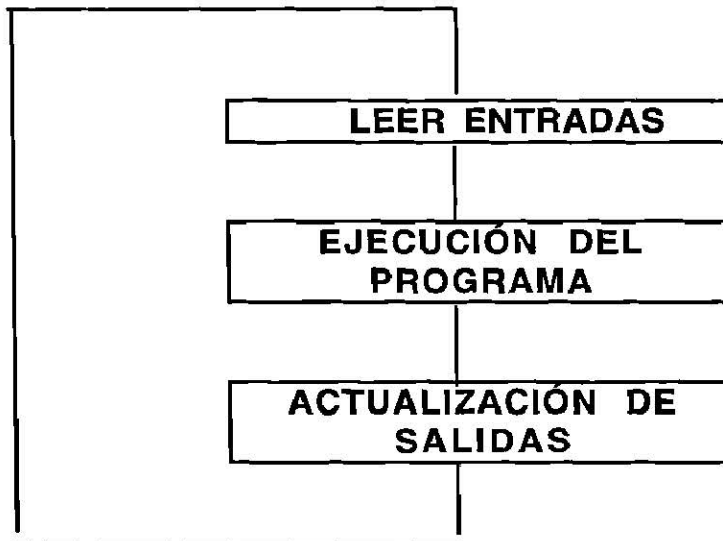 LEER ENTRADAS
EJECUCIÓN DEL
PROGRAMA
ACTUALIZACIÓN DE
SALIDAS